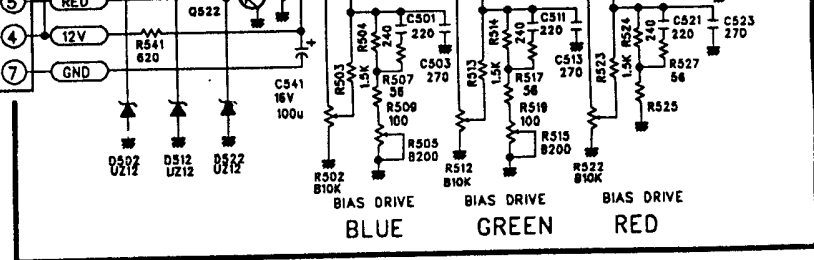 5
RED
Q522
4
12V
R541
620
7
GND
C541
16V
100u
D502
UZ12
D512
UZ12
D522
UZ12
R504
240
C501
220
R503
1.5K
C503
270
R507
56
R509
100
R505
B200
R502
B10K
BIAS DRIVE
BLUE
R514
240
C511
220
R513
1.5K
C513
270
R517
56
R519
100
R515
B200
R512
B10K
BIAS DRIVE
GREEN
R524
240
C521
220
C523
270
R523
1.5K
R527
56
R525
R522
B10K
BIAS DRIVE
RED